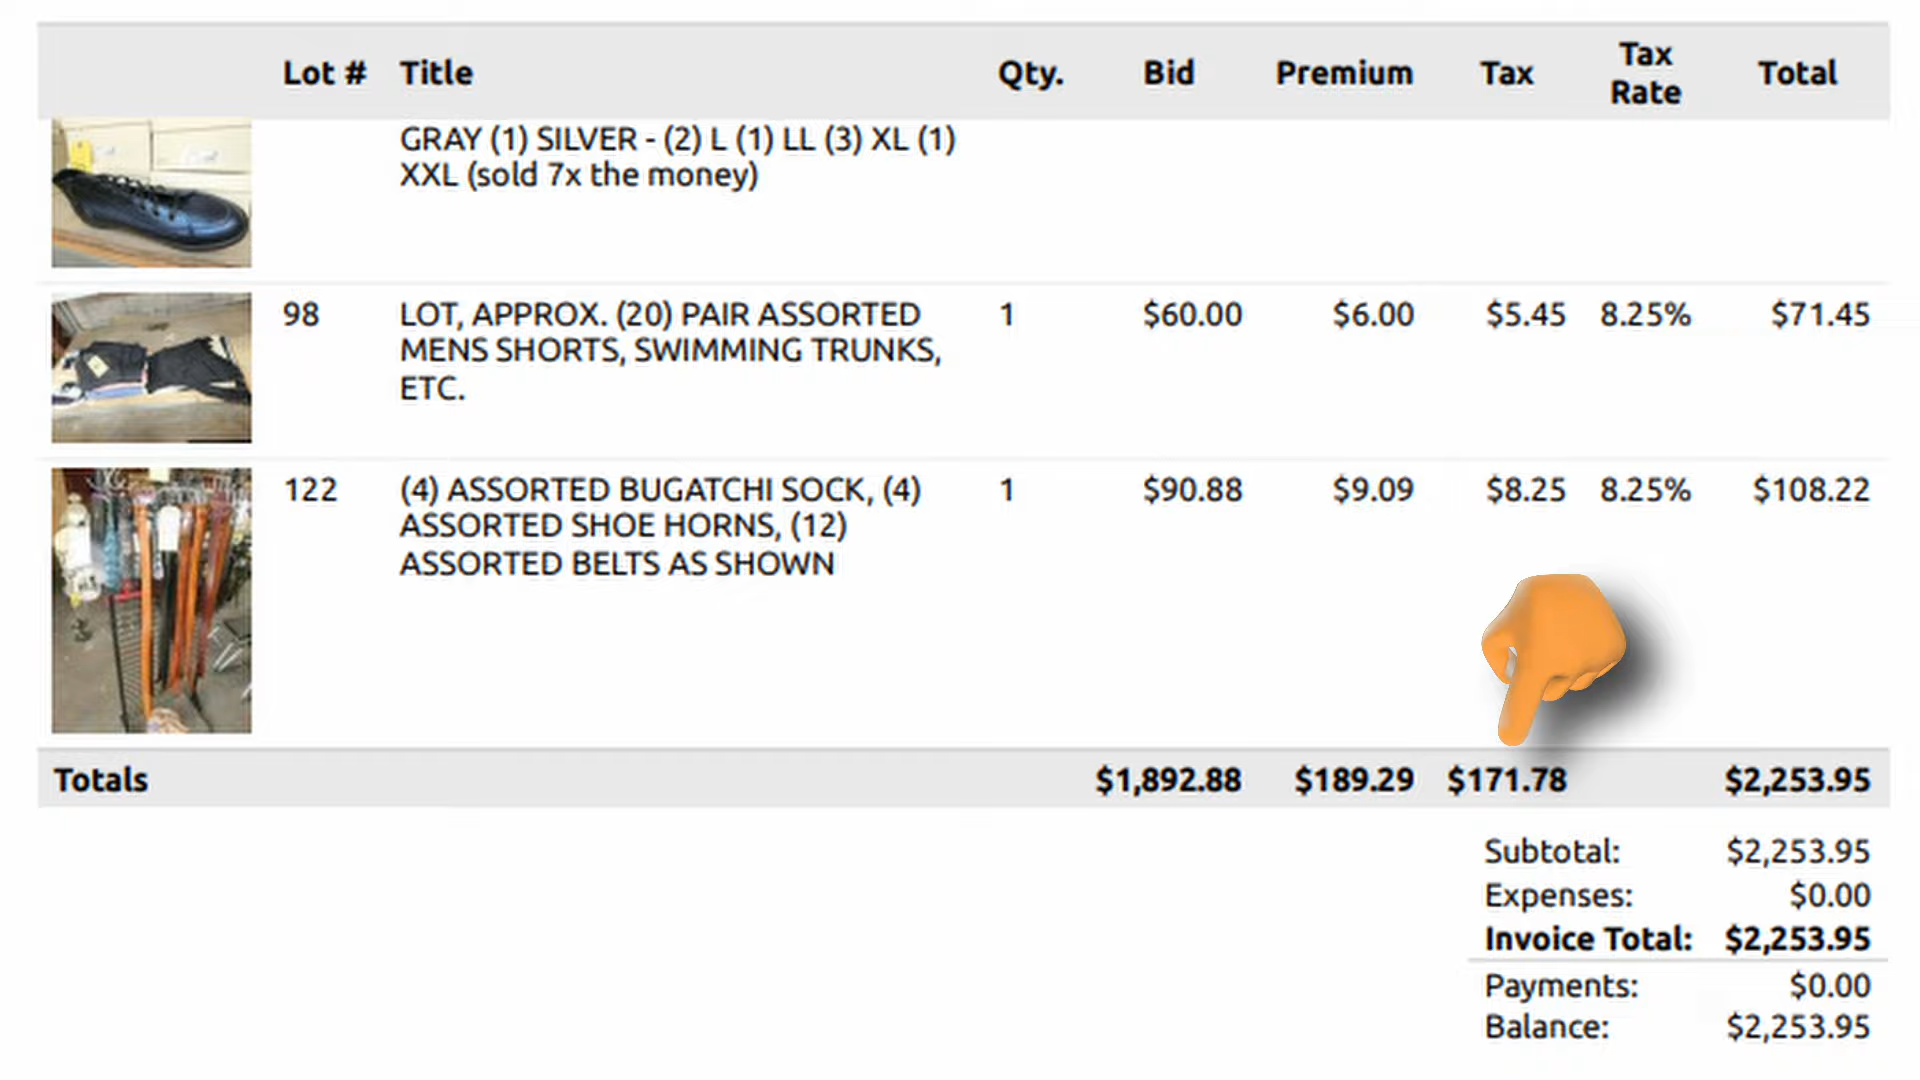 Lot # Title Qty. Bid Premium Tax Tax Rate Total
GRAY (1) SILVER - (2) L (1) LL (3) XL (1)
XXL (sold 7x the money)
98 LOT, APPROX. (20) PAIR ASSORTED 1 $60.00 $6.00 $5.45 8.25% $71.45
MENS SHORTS, SWIMMING TRUNKS,
ETC.
122 (4) ASSORTED BUGATCHI SOCK, (4) 1 $90.88 $9.09 $8.25 8.25% $108.22
ASSORTED SHOE HORNS, (12)
ASSORTED BELTS AS SHOWN
Totals $1,892.88 $189.29 $171.78 $2,253.95
Subtotal: $2,253.95
Expenses: $0.00
Invoice Total: $2,253.95
Payments: $0.00
Balance: $2,253.95